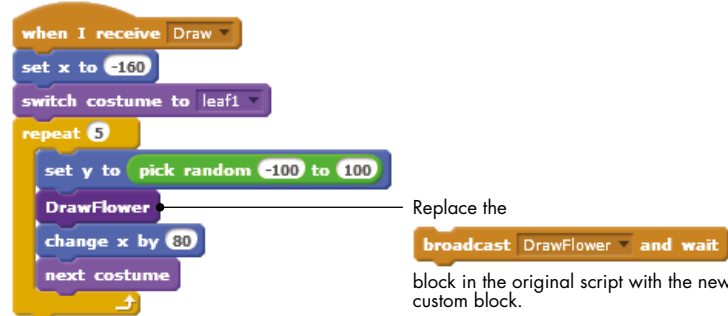 when I receive Draw
set x to -160
switch costume to leaf1
repeat 5
set y to pick random -100 to 100
DrawFlower
Replace the
change x by 80
broadcast DrawFlower and wait
next costume
block in the original script with the new
custom block.